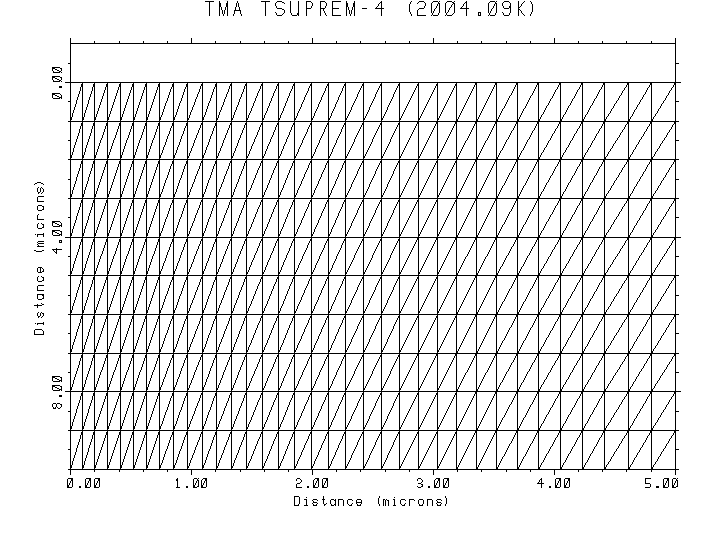 TMA TSUPREM-4 (2004.09K)
0.00
4.00
8.00
Distance (microns)
0.00 1.00 2.00 3.00 4.00 5.00
Distance (microns)